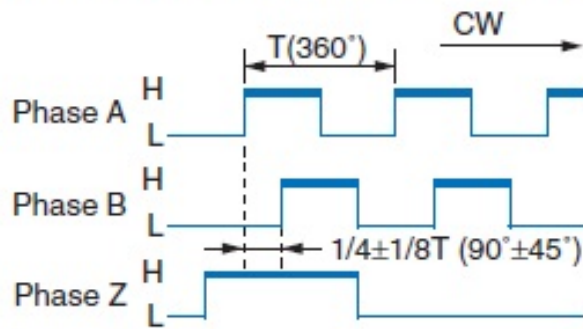 CW
T(360°)
Phase A H
L
Phase B H
L
1/4±1/8T (90°±45°)
Phase Z H
L